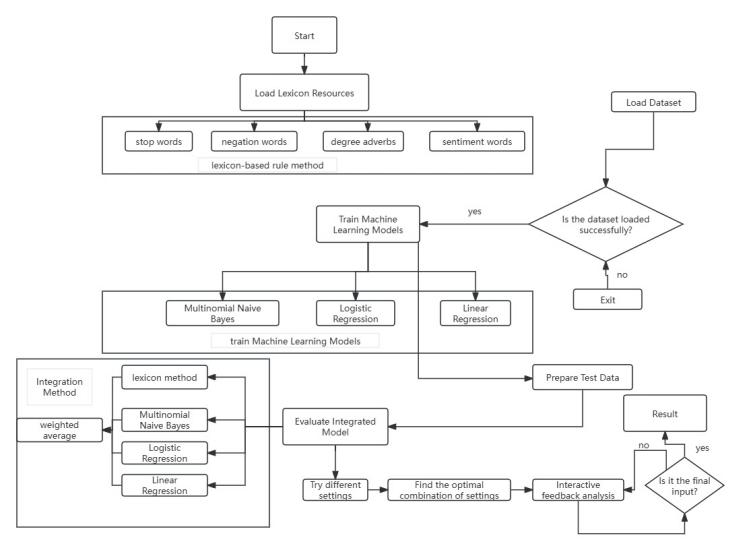 Start
Load Lexicon Resources
Load Dataset
stop words
negation words
degree adverbs
sentiment words
lexicon-based rule method
Is the dataset loaded
successfully?
yes
no
Exit
Train Machine
Learning Models
Multinomial Naive
Bayes
Logistic
Regression
Linear
Regression
train Machine Learning Models
Integration
Method
lexicon method
Multinomial
Naive Bayes
Logistic
Regression
Linear
Regression
weighted
average
Prepare Test Data
Evaluate Integrated
Model
Try different
settings
Find the optimal
combination of settings
Interactive
feedback analysis
Result
no
yes
Is it the final
input?